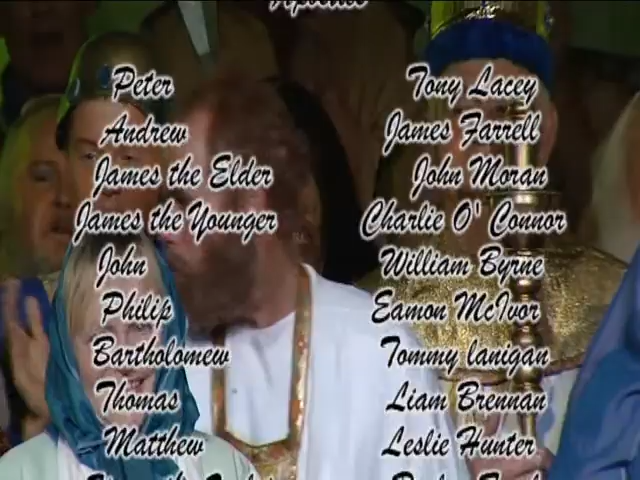 Apostles
Peter Tony Lacey
Andrew James Farrell
James the Elder John Moran
James the Younger Charlie O' Connor
John William Byrne
Philip Eamon McIvor
Bartholomew Tommy lanigan
Thomas Liam Brennan
Matthew Leslie Hunter